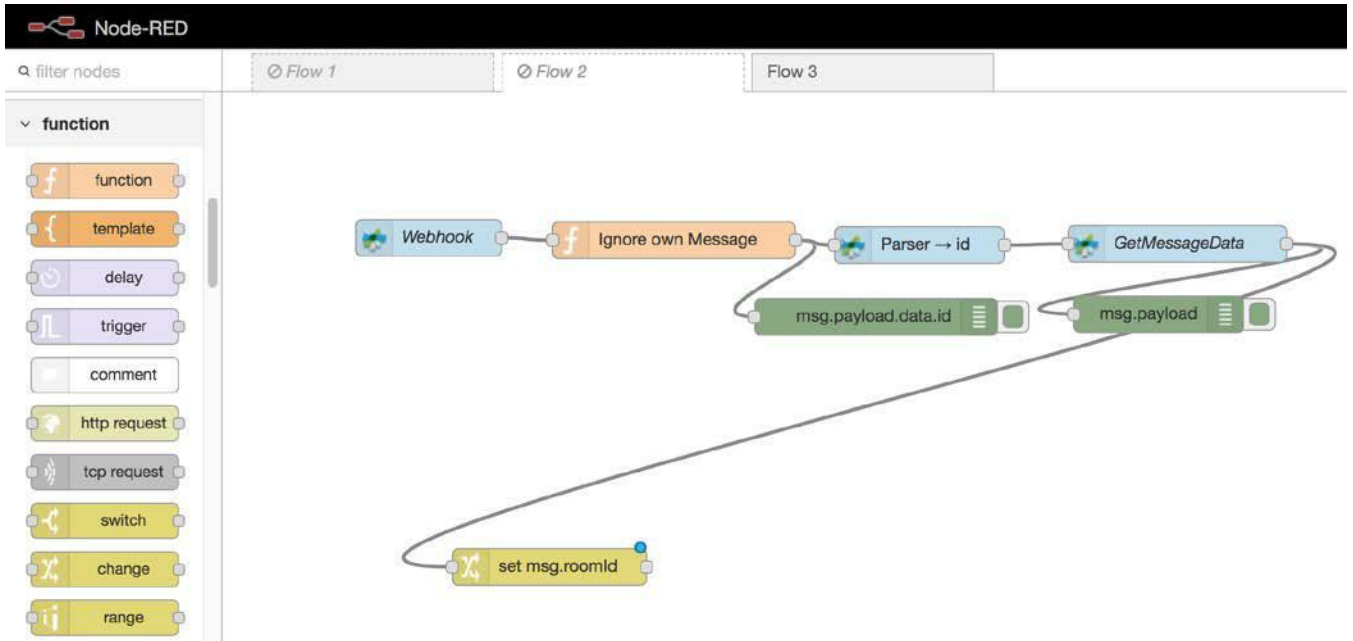 Node-RED
filter nodes
Flow 1
Flow 2
Flow 3
function
function
template
delay
trigger
comment
http request
tcp request
switch
change
range
Webhook
Ignore own Message
Parser → id
GetMessageData
msg.payload.data.id
msg.payload
set msg.roomId